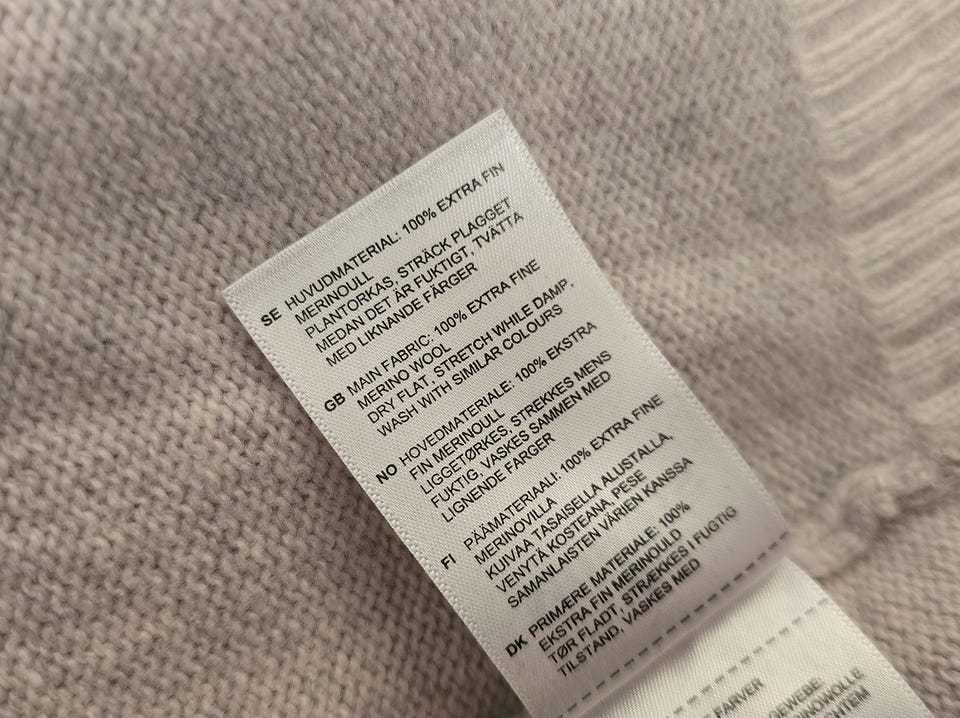 SE HUVUDMATERIAL: 100% EXTRA FIN
MERINOULL
PLANTORKAS, STRÄCK PLAGGET
MEDAN DET ÄR FUKTIGT, TVÄTTA
MED LIKNANDE FÄRGER
GB MAIN FABRIC: 100% EXTRA FINE
MERINO WOOL
DRY FLAT, STRETCH WHILE DAMP,
WASH WITH SIMILAR COLOURS
NO HOVEDMATERIALE: 100% EKSTRA
FIN MERINOULL
LIGGETØRKES, STREKKES MENS
FUKTIG, VASKES SAMMEN MED
LIGNENDE FARGER
FI PÄÄMATERIAALI: 100% EXTRA FINE
MERINOVILLA
KUIVAA TASAISELLA ALUSTALLA,
VENYTÄ KOSTEANA, PESE
SAMANLAISTEN VÄRIEN KANSSA
DK PRIMÆRE MATERIALE: 100%
EKSTRA FIN MERINOULD
TØR FLADT, STRÆKKES I FUGTIG
TILSTAND, VASKES MED
FARVER